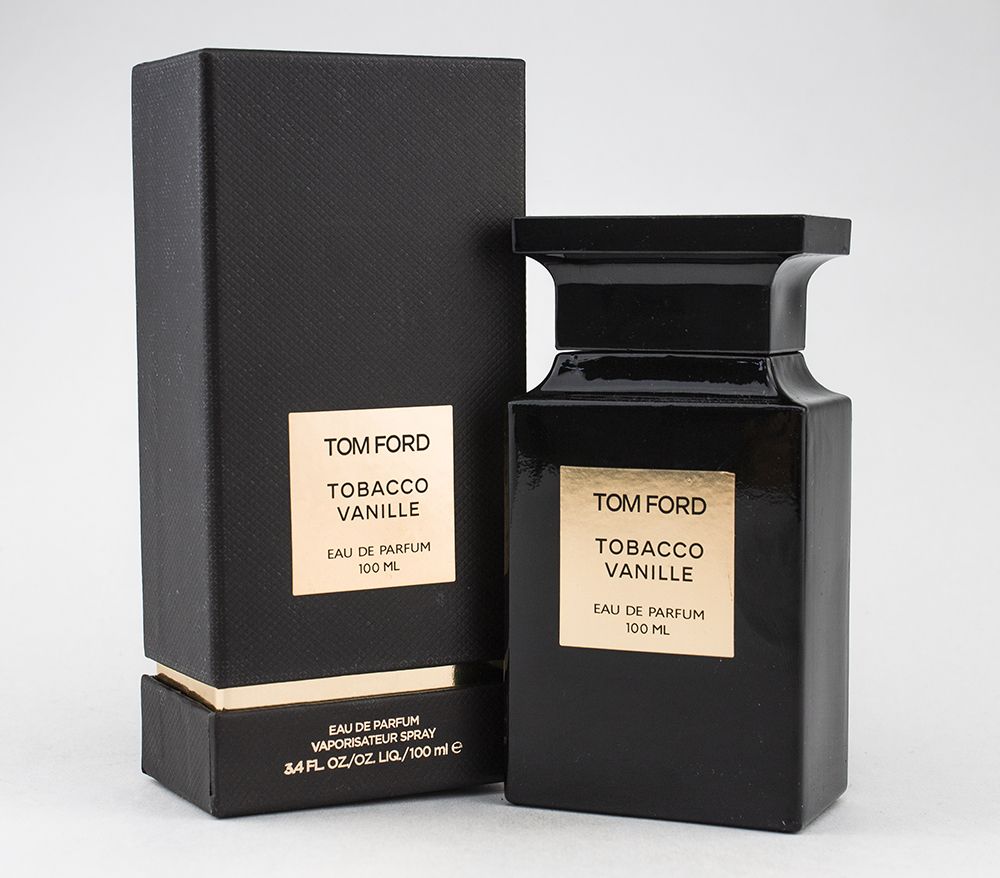 TOM FORD
TOBACCO
VANILLE
EAU DE PARFUM
100 ML
EAU DE PARFUM
VAPORISATEUR SPRAY
3.4 FL. OZ./OZ. LIQ./100 ml ℮
TOM FORD
TOBACCO
VANILLE
EAU DE PARFUM
100 ML